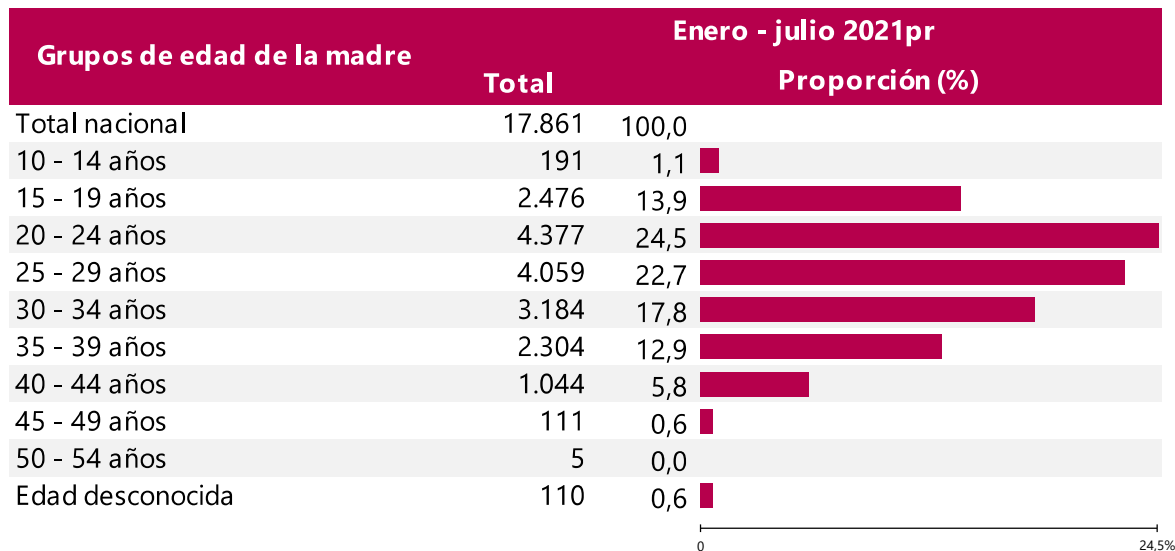 Grupos de edad de la madre
Enero - julio 2021pr
Total
Proporción (%)
Total nacional 17.861 100,0
10 - 14 años 191 1,1
15 - 19 años 2.476 13,9
20 - 24 años 4.377 24,5
25 - 29 años 4.059 22,7
30 - 34 años 3.184 17,8
35 - 39 años 2.304 12,9
40 - 44 años 1.044 5,8
45 - 49 años 111 0,6
50 - 54 años 5 0,0
Edad desconocida 110 0,6
0 24,5%